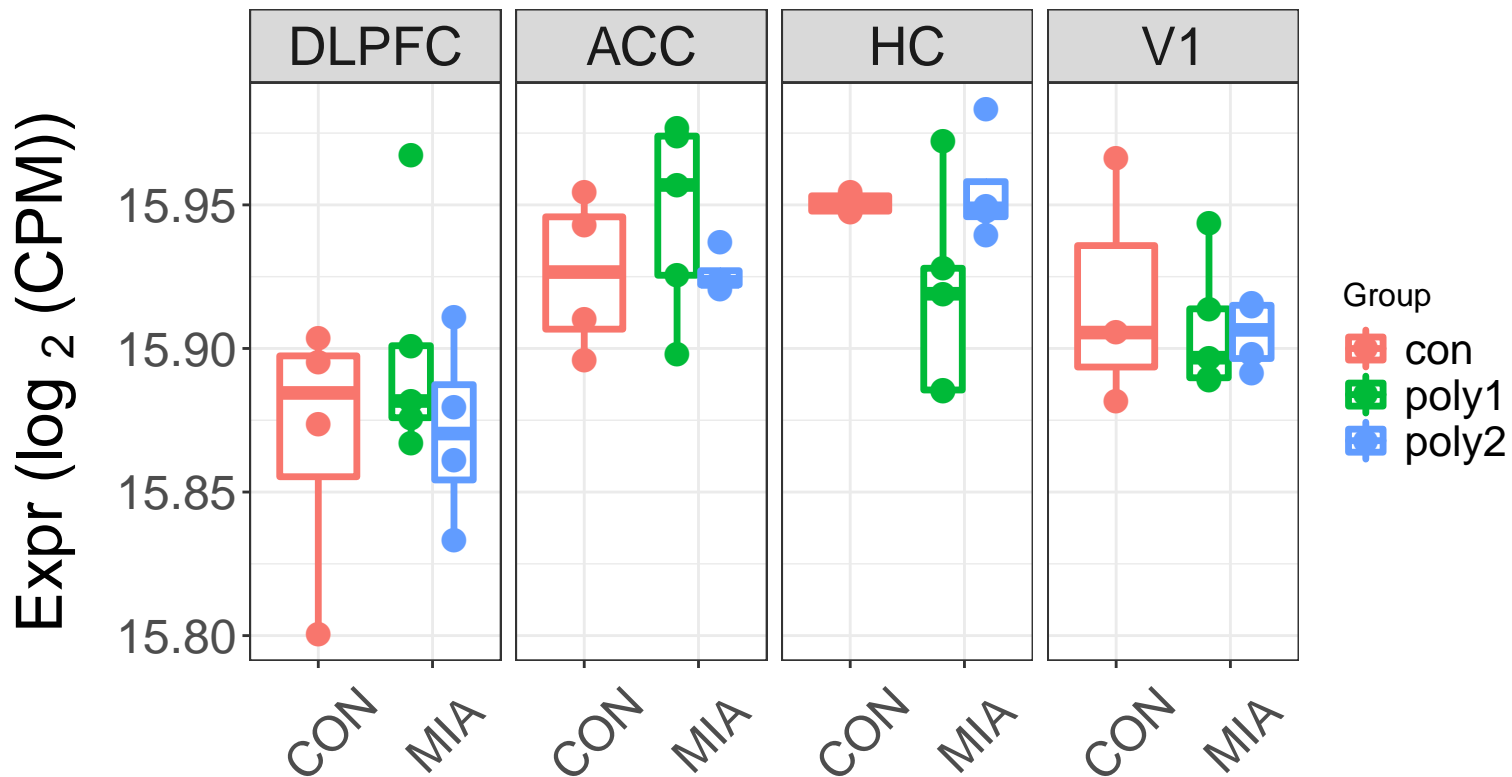 DLPFC ACC HC V1
Expr (log 2 (CPM))
15.95
15.90
15.85
15.80
CON MIA CON MIA CON MIA CON MIA
Group
con
poly1
poly2